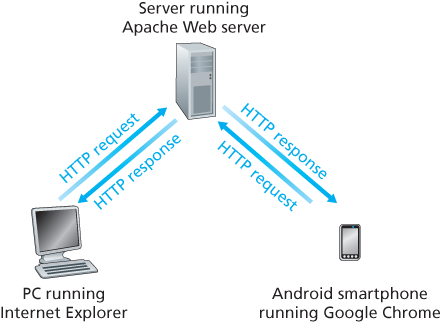 Server running
Apache Web server
HTTP request
HTTP response
HTTP response
HTTP request
PC running
Internet Explorer
Android smartphone
running Google Chrome